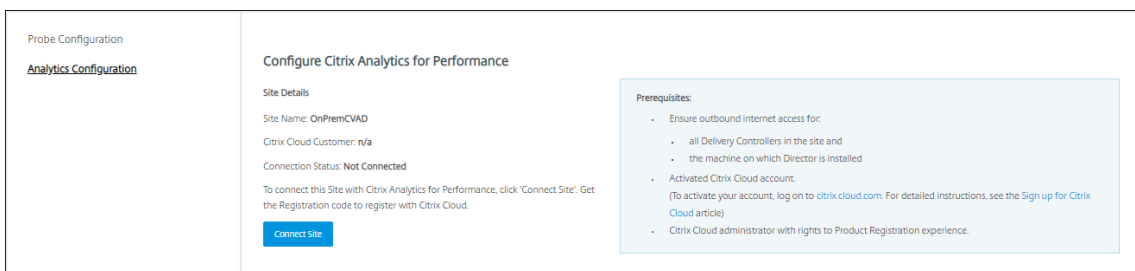 Probe Configuration
Analytics Configuration
Configure Citrix Analytics for Performance
Site Details
Site Name: OnPremCVAD
Citrix Cloud Customer: n/a
Connection Status: Not Connected
To connect this Site with Citrix Analytics for Performance, click 'Connect Site'. Get
the Registration code to register with Citrix Cloud.
Connect Site
Prerequisites:
• Ensure outbound internet access for:
• all Delivery Controllers in the site and
• the machine on which Director is installed
• Activated Citrix Cloud account.
(To activate your account, log on to citrix.cloud.com. For detailed instructions, see the Sign up for Citrix
Cloud article)
• Citrix Cloud administrator with rights to Product Registration experience.